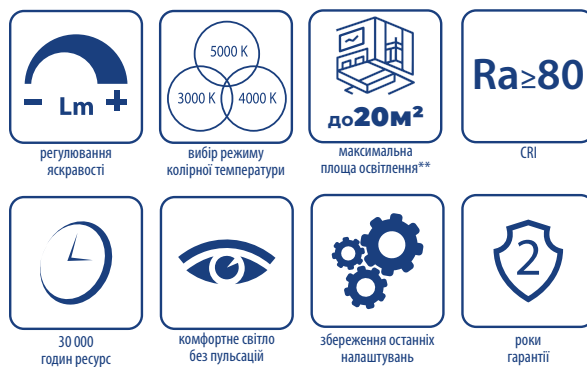 - Lm +
регулювання
яскравості
5000 K
3000 K 4000 K
вибір режиму
колірної температури
до20м²
максимальна
площа освітлення**
Ra≥80
CRI
30 000
годин ресурс
комфортне світло
без пульсацій
збереження останніх
налаштувань
2
роки
гарантії